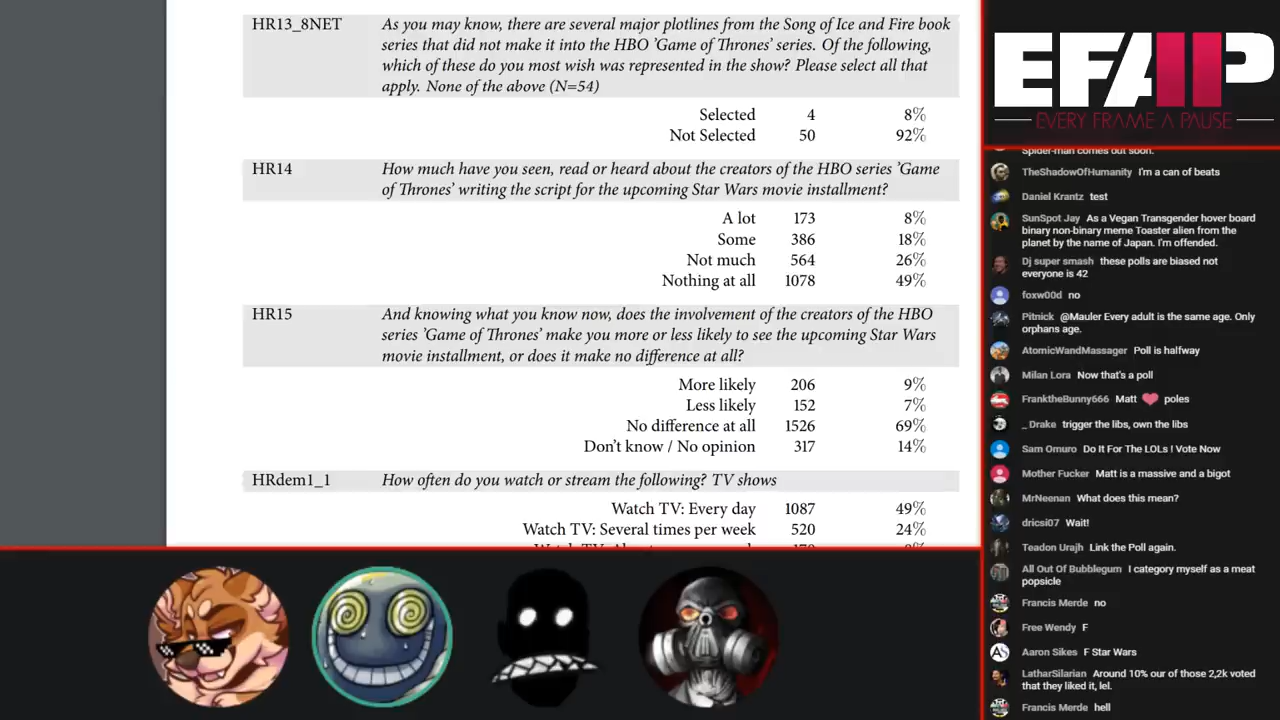 HR13_8NET
As you may know, there are several major plotlines from the Song of Ice and Fire book
series that did not make it into the HBO 'Game of Thrones' series. Of the following,
which of these do you most wish was represented in the show? Please select all that
apply. None of the above (N=54)
Selected 4 8%
Not Selected 50 92%
HR14
How much have you seen, read or heard about the creators of the HBO series 'Game
of Thrones' writing the script for the upcoming Star Wars movie installment?
A lot 173 8%
Some 386 18%
Not much 564 26%
Nothing at all 1078 49%
HR15
And knowing what you know now, does the involvement of the creators of the HBO
series 'Game of Thrones' make you more or less likely to see the upcoming Star Wars
movie installment, or does it make no difference at all?
More likely 206 9%
Less likely 152 7%
No difference at all 1526 69%
Don't know / No opinion 317 14%
HRdem1_1
How often do you watch or stream the following? TV shows
Watch TV: Every day 1087 49%
Watch TV: Several times per week 520 24%
EFAP
EVERY FRAME A PAUSE
Spider-man comes out soon.
TheShadowOfHumanity I'm a can of beats
Daniel Krantz test
SunSpot Jay As a Vegan Transgender hover board
binary non-binary meme Toaster alien from the
planet by the name of Japan. I'm offended.
Dj super smash these polls are biased not
everyone is 42
foxw00d no
Pitnick @Mauler Every adult is the same age. Only
orphans age.
AtomicWandMassager Poll is halfway
Milan Lora Now that's a poll
FranktheBunny666 Matt ❤ poles
_ Drake trigger the libs, own the libs
Sam Omuro Do It For The LOLs ! Vote Now
Mother Fucker Matt is a massive and a bigot
MrNeenan What does this mean?
dricsi07 Wait!
Teadon Urajh Link the Poll again.
All Out Of Bubblegum I category myself as a meat
popsicle
Francis Merde no
Free Wendy F
Aaron Sikes F Star Wars
LatharSilarian Around 10% our of those 2,2k voted
that they liked it, lel.
Francis Merde hell